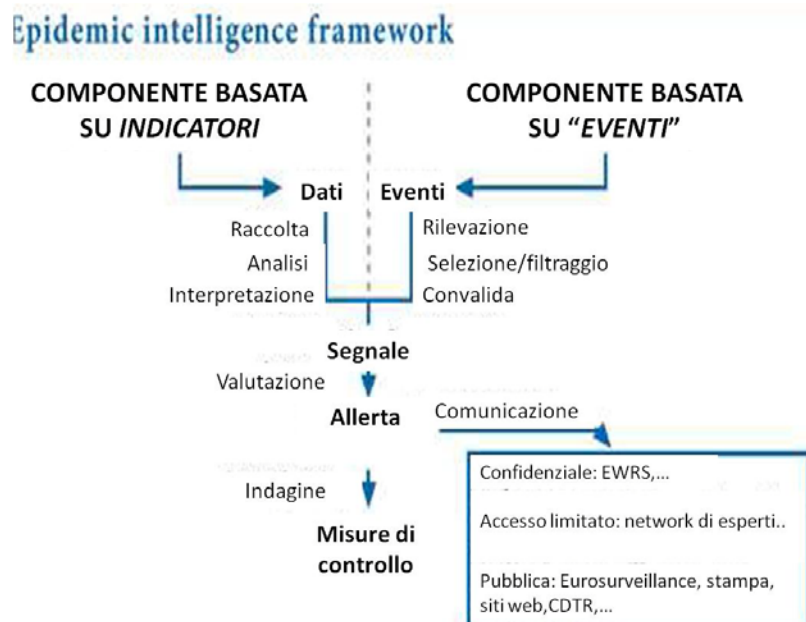 Epidemic intelligence framework
COMPONENTE BASATA
SU INDICATORI
COMPONENTE BASATA
SU “EVENTI”
Dati
Eventi
Raccolta
Rilevazione
Analisi
Selezione/filtraggio
Interpretazione
Convalida
Segnale
Valutazione
Allerta
Comunicazione
Indagine
Misure di
controllo
Confidenziale: EWRS,...
Accesso limitato: network di esperti..
Pubblica: Eurosurveillance, stampa,
siti web,CDTR,...